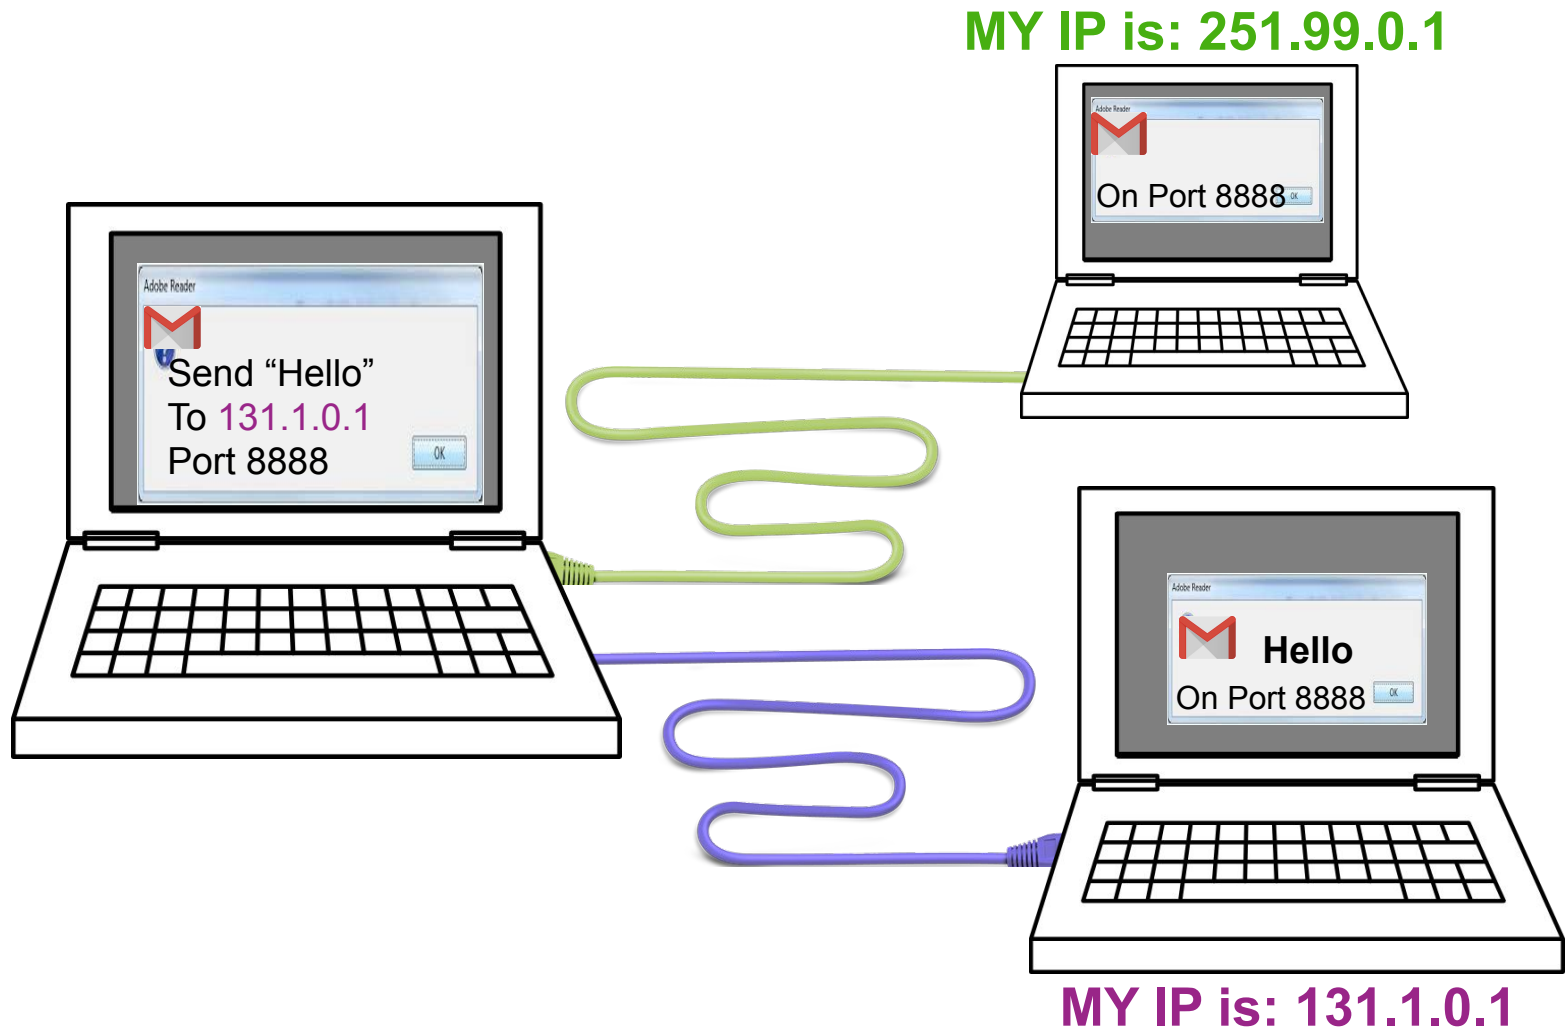 MY IP is: 251.99.0.1
Adobe Reader
On Port 8888
OK
Adobe Reader
Send “Hello”
To 131.1.0.1
Port 8888
OK
Adobe Reader
Hello
On Port 8888
OK
MY IP is: 131.1.0.1